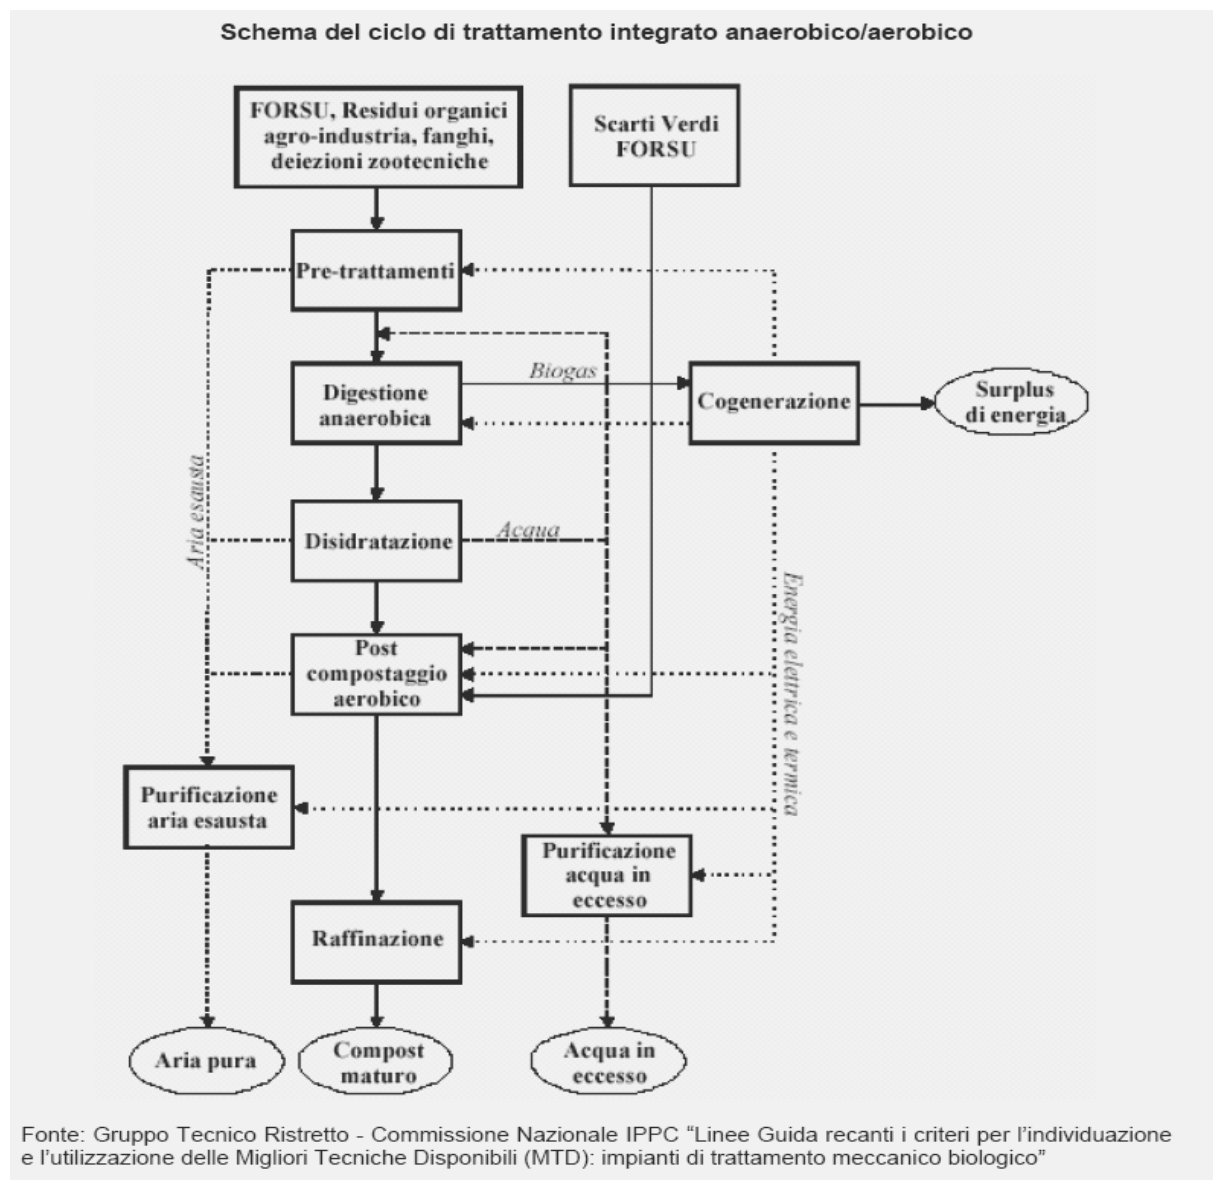 Schema del ciclo di trattamento integrato anaerobico/aerobico
FORSU, Residui organici
agro-industria, fanghi,
deiezioni zootecniche
Scarti Verdi
FORSU
Pre-trattamenti
Digestione
anaerobica
Biogas
Cogenerazione
Surplus
di energia
Aria esausta
Disidratazione
Acqua
Energia elettrica e termica
Post
compostaggio
aerobico
Purificazione
aria esausta
Purificazione
acqua in
eccesso
Raffinazione
Aria pura
Compost
maturo
Acqua in
eccesso
Fonte: Gruppo Tecnico Ristretto - Commissione Nazionale IPPC “Linee Guida recanti i criteri per l’individuazione
e l’utilizzazione delle Migliori Tecniche Disponibili (MTD): impianti di trattamento meccanico biologico”